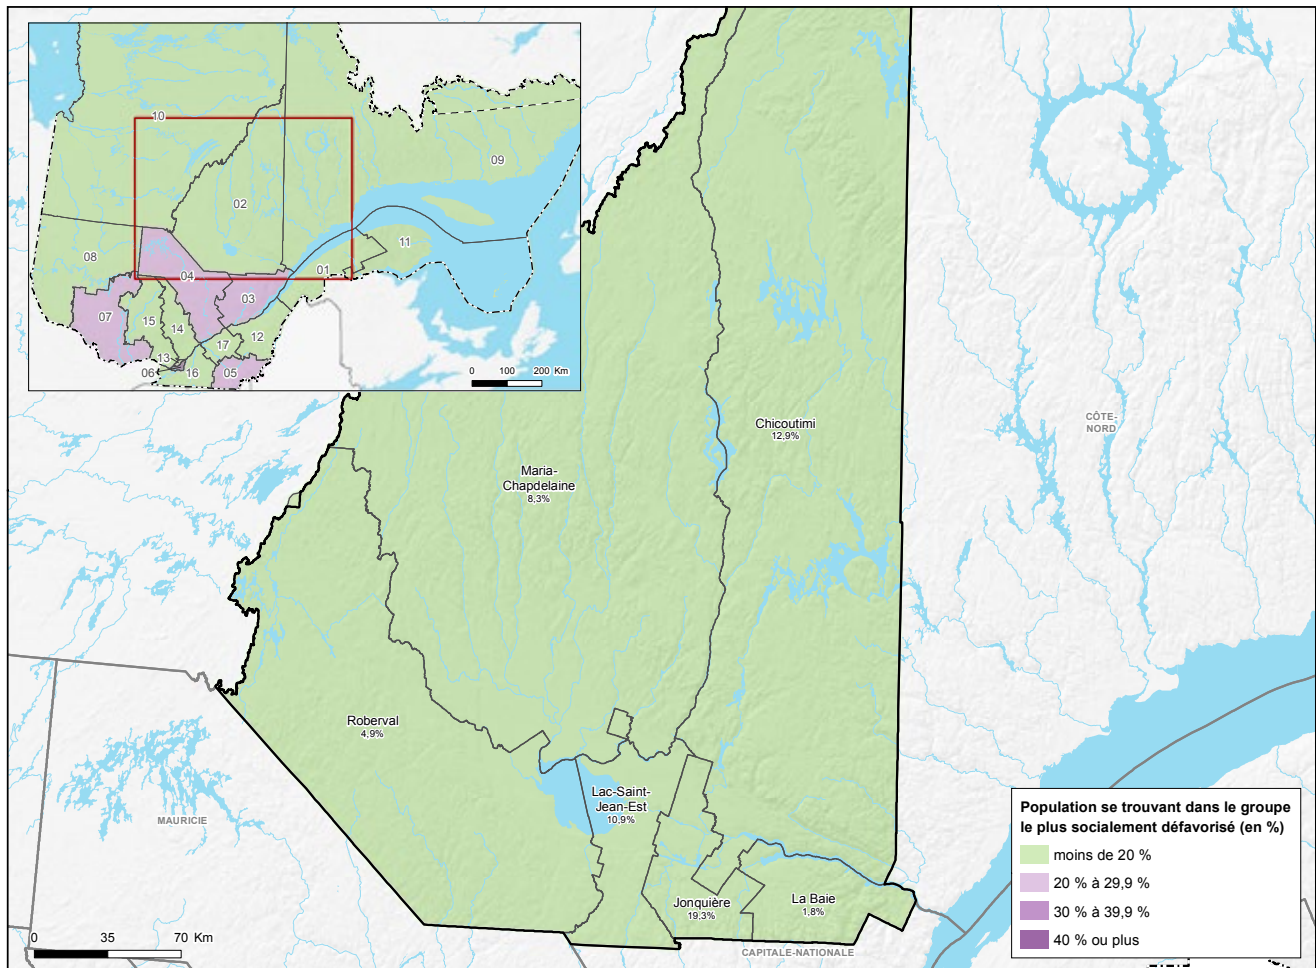 10
09
02
08
11
01
04
03
07
15
14
12
17
13
06
16
05
0 100 200 Km
CÔTE-
NORD
Chicoutimi
12,9%
Maria-
Chapdelaine
8,3%
Roberval
4,9%
Lac-Saint-
Jean-Est
10,9%
MAURICIE
Jonquière
19,3%
La Baie
1,8%
CAPITALE-NATIONALE
0 35 70 Km
Population se trouvant dans le groupe
le plus socialement défavorisé (en %)
moins de 20 %
20 % à 29,9 %
30 % à 39,9 %
40 % ou plus